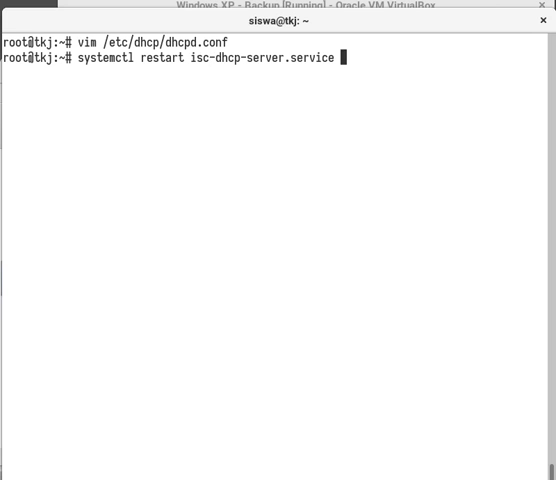 Windows XP - Backup [Running] - Oracle VM VirtualBox
siswa@tkj: ~
root@tkj:~# vim /etc/dhcp/dhcpd.conf
root@tkj:~# systemctl restart isc-dhcp-server.service